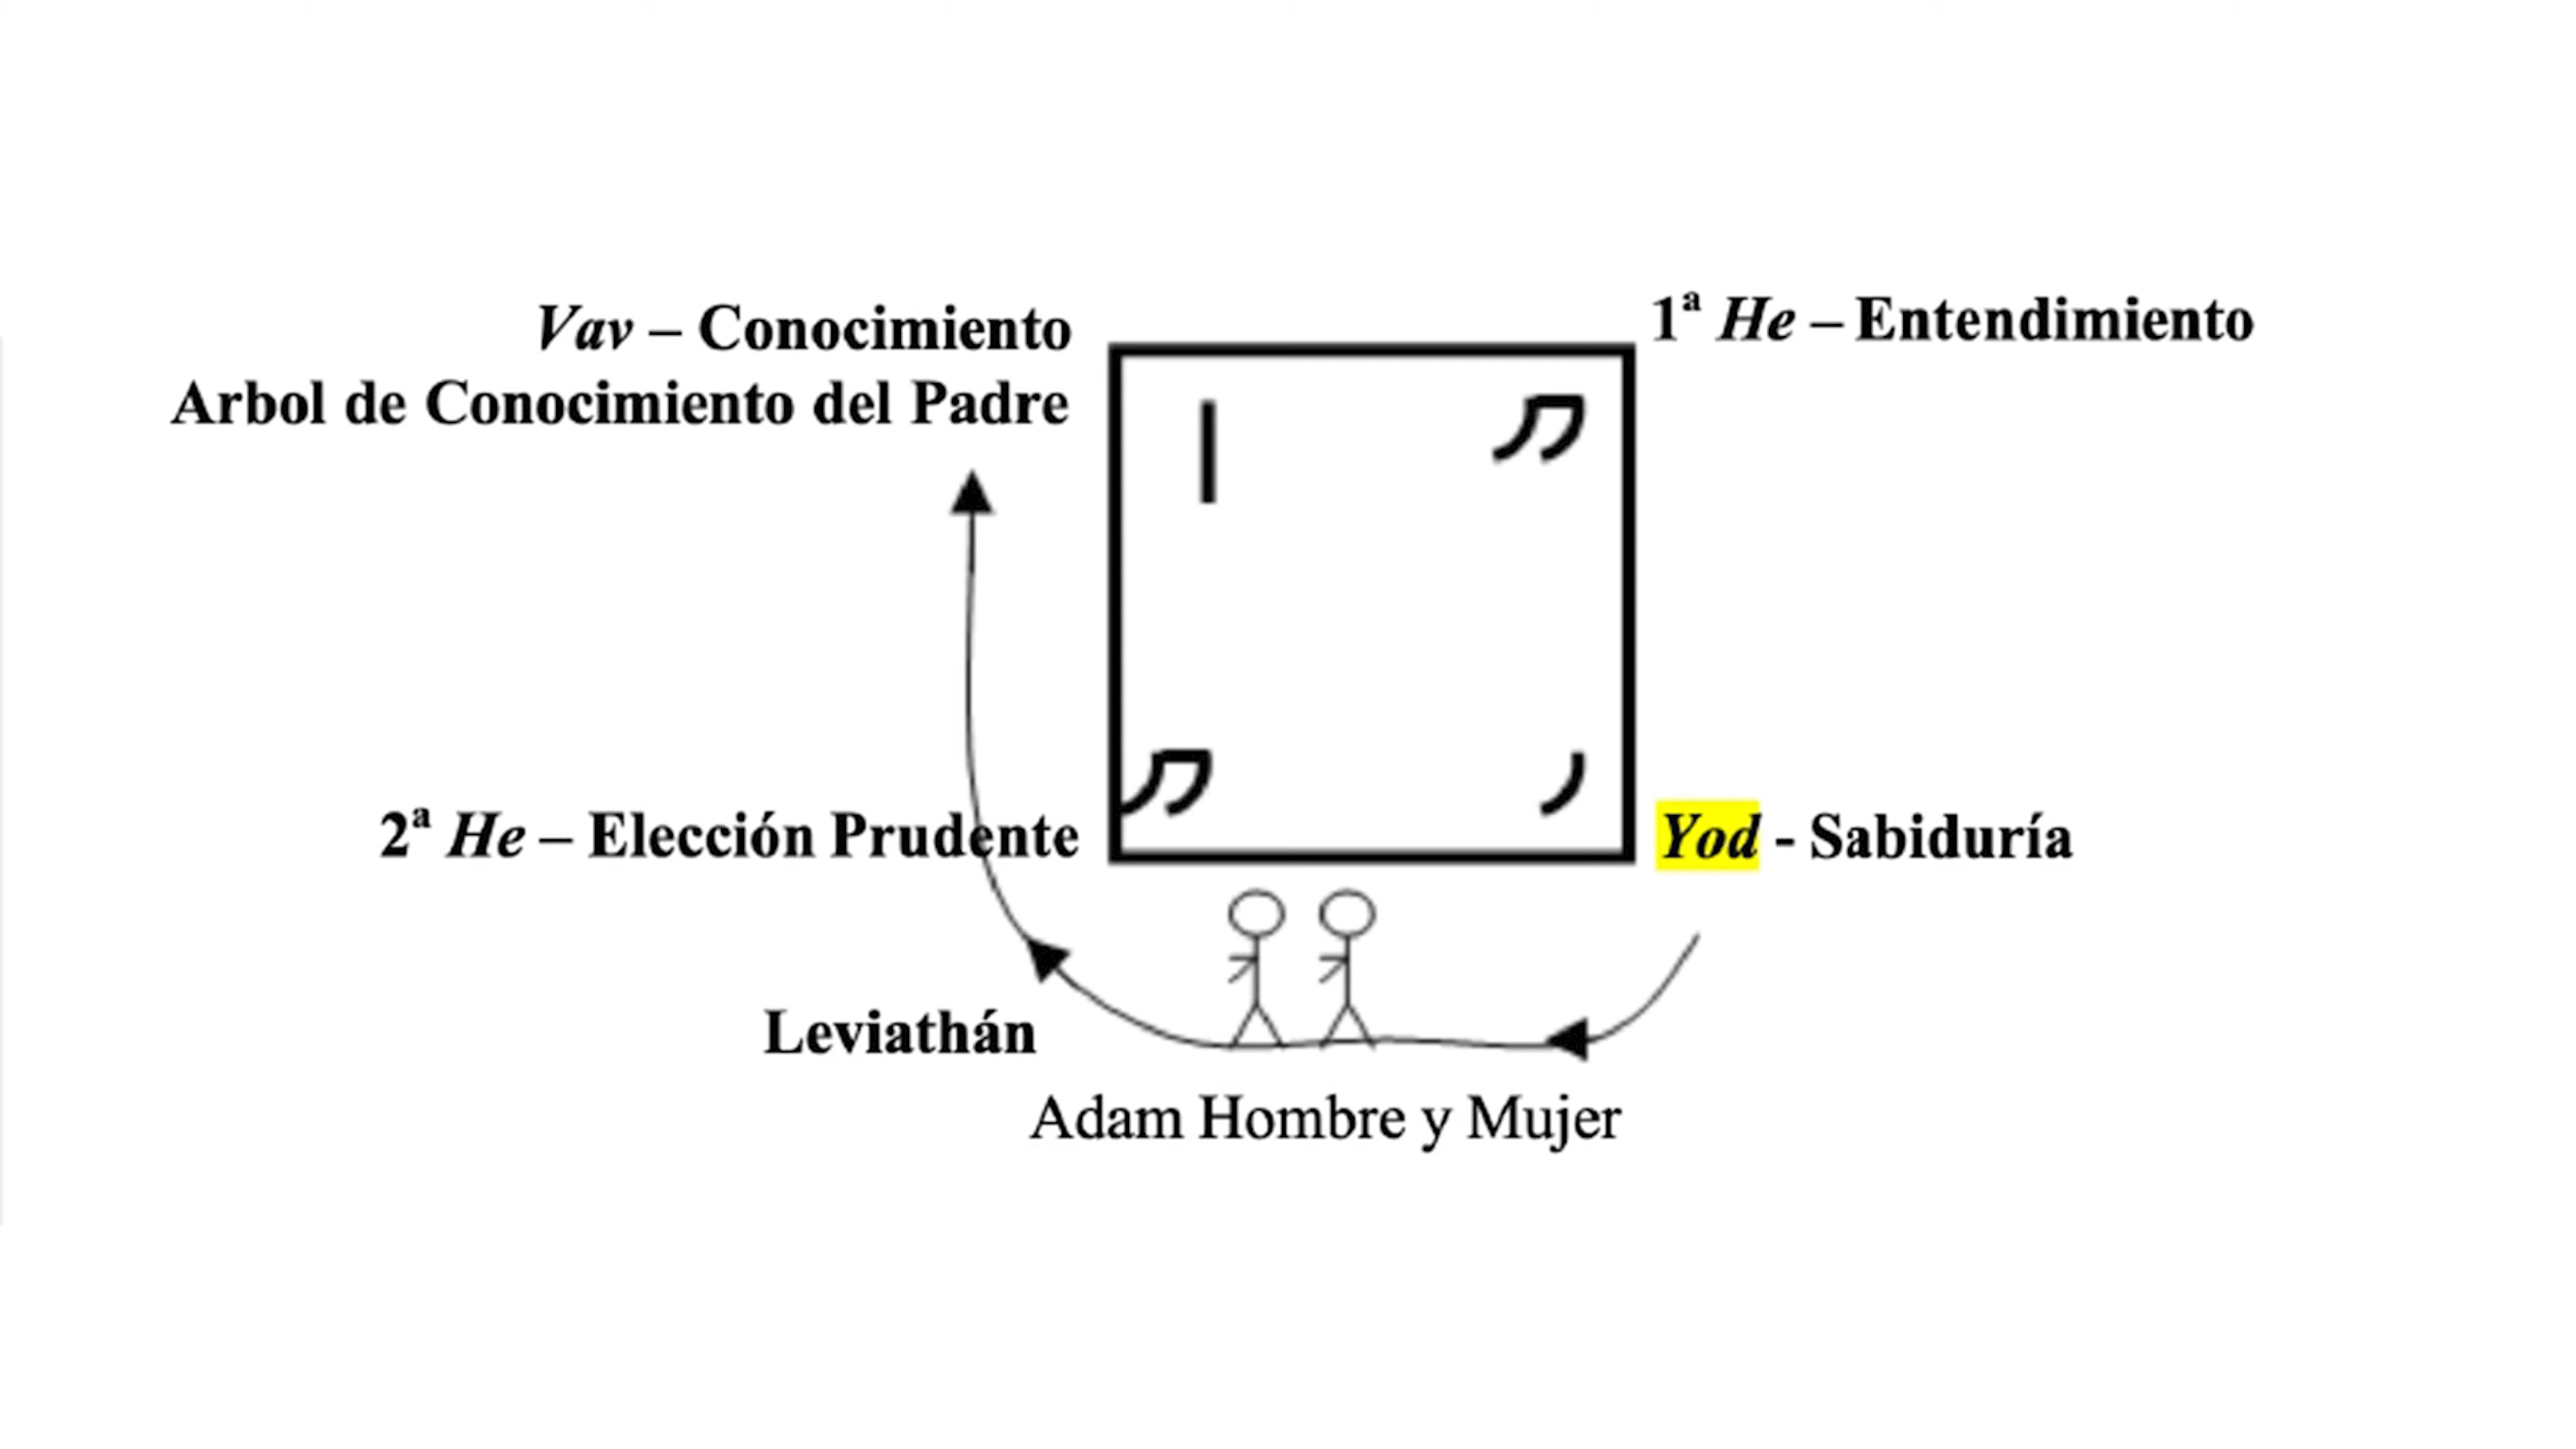 Vav – Conocimiento
Arbol de Conocimiento del Padre
1ª He – Entendimiento
2ª He – Elección Prudente
Yod - Sabiduría
Leviathán
Adam Hombre y Mujer